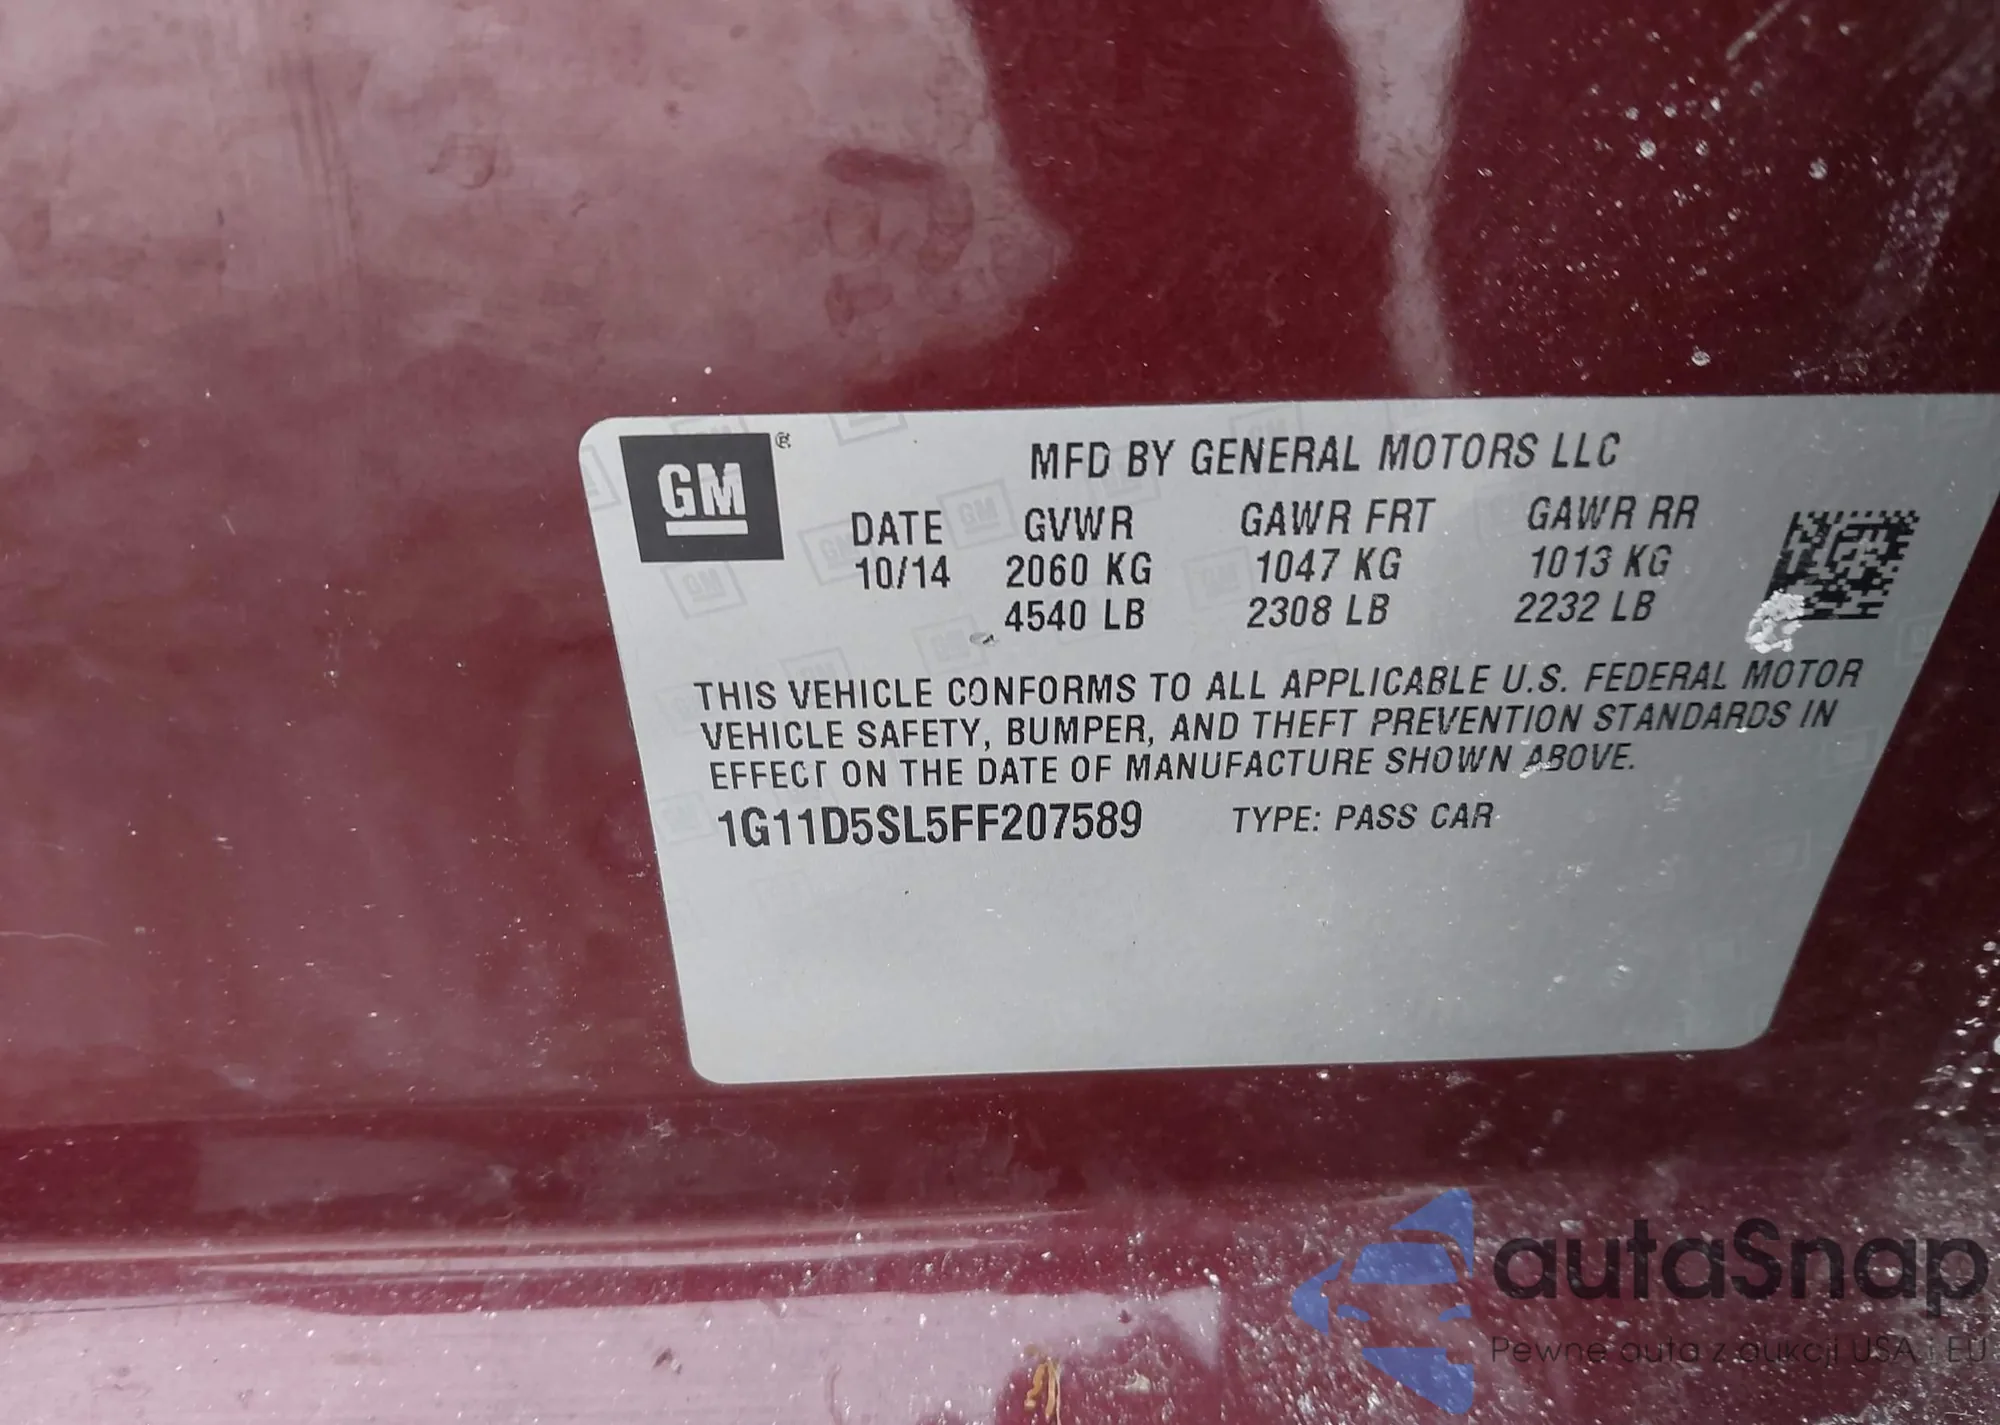 GM ®
MFD BY GENERAL MOTORS LLC
DATE GVWR GAWR FRT GAWR RR
10/14 2060 KG 1047 KG 1013 KG
4540 LB 2308 LB 2232 LB
THIS VEHICLE CONFORMS TO ALL APPLICABLE U.S. FEDERAL MOTOR
VEHICLE SAFETY, BUMPER, AND THEFT PREVENTION STANDARDS IN
EFFECT ON THE DATE OF MANUFACTURE SHOWN ABOVE.
1G11D5SL5FF207589 TYPE: PASS CAR
autaSnap
Pewne auta z aukcji USA i EU